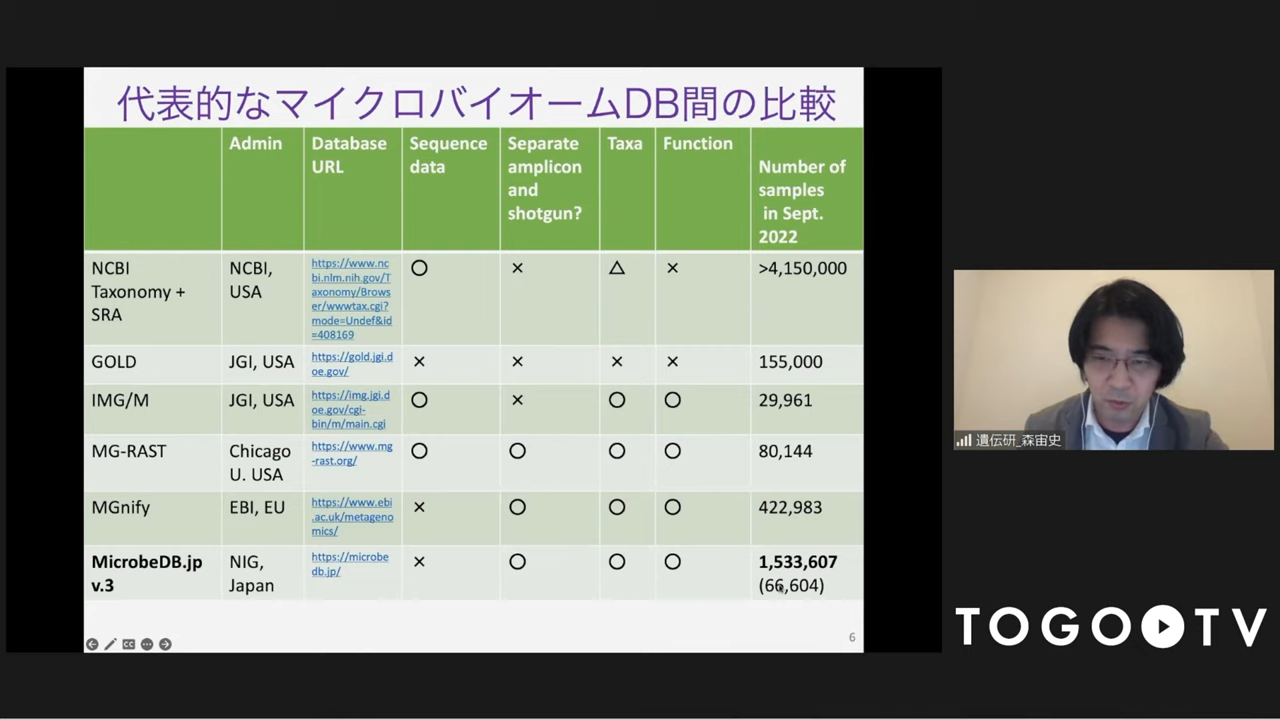 代表的なマイクロバイオームDB間の比較
Admin
Database
URL
Sequence
data
Separate
amplicon
and
shotgun?
Taxa
Function
Number of
samples
in Sept.
2022
NCBI
Taxonomy +
SRA
NCBI,
USA
https://www.nc
bi.nlm.nih.gov/T
axonomy/Brows
er/wwwtax.cgi?
mode=Undef&id
=408169
○
×
△
×
>4,150,000
GOLD
JGI, USA
https://gold.jgi.d
oe.gov/
×
×
×
×
155,000
IMG/M
JGI, USA
https://img.jgi.d
oe.gov/cgi-
bin/m/main.cgi
○
×
○
○
29,961
MG-RAST
Chicago
U. USA
https://www.mg
-rast.org/
○
○
○
○
80,144
MGnify
EBI, EU
https://www.ebi
.ac.uk/metageno
mics/
×
○
○
○
422,983
MicrobeDB.jp
v.3
NIG,
Japan
https://microbe
db.jp/
×
○
○
○
1,533,607
(66,604)
6
遺伝研_森宙史
TOGO TV